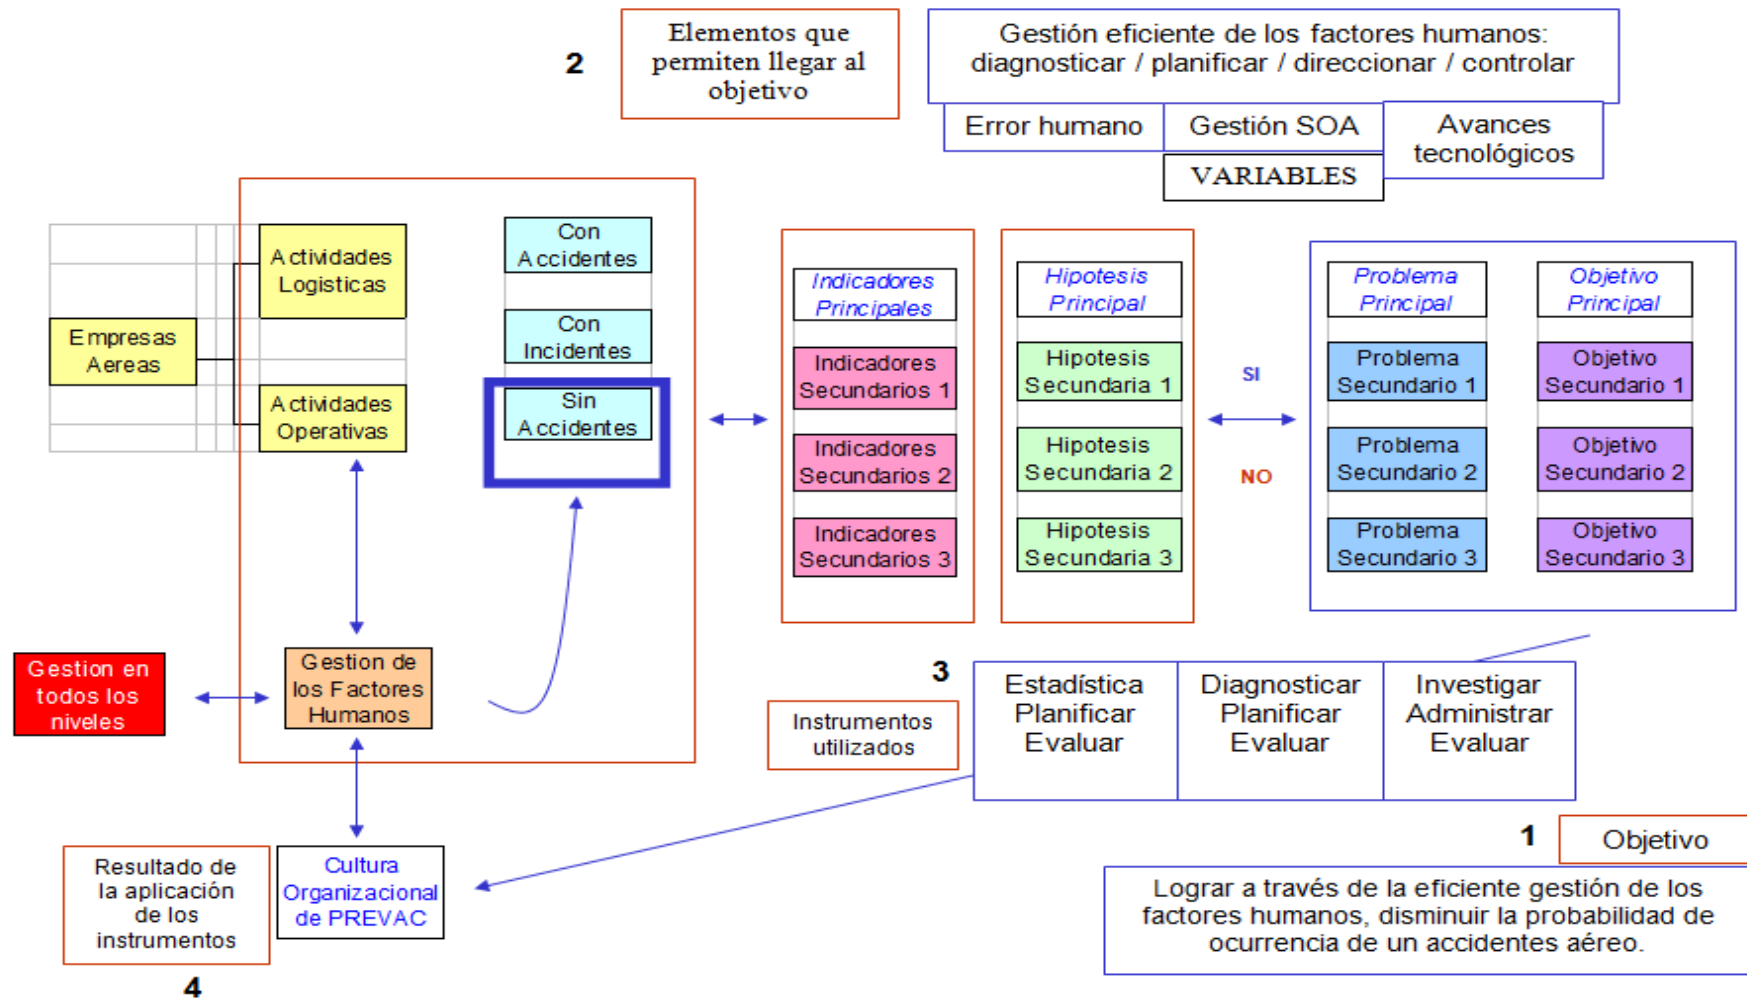 2
Elementos que
permiten llegar al
objetivo
Gestión eficiente de los factores humanos:
diagnosticar / planificar / direccionar / controlar
Error humano
Gestión SOA
Avances
tecnológicos
VARIABLES
Empresas
Aereas
Actividades
Logisticas
Actividades
Operativas
Con
Accidentes
Con
Incidentes
Sin
Accidentes
Indicadores
Principales
Indicadores
Secundarios 1
Indicadores
Secundarios 2
Indicadores
Secundarios 3
Hipotesis
Principal
Hipotesis
Secundaria 1
Hipotesis
Secundaria 2
Hipotesis
Secundaria 3
SI
NO
Problema
Principal
Problema
Secundario 1
Problema
Secundario 2
Problema
Secundario 3
Objetivo
Principal
Objetivo
Secundario 1
Objetivo
Secundario 2
Objetivo
Secundario 3
Gestion en
todos los
niveles
Gestion de
los Factores
Humanos
3
Instrumentos
utilizados
Estadística
Planificar
Evaluar
Diagnosticar
Planificar
Evaluar
Investigar
Administrar
Evaluar
1
Objetivo
Lograr a través de la eficiente gestión de los
factores humanos, disminuir la probabilidad de
ocurrencia de un accidentes aéreo.
Resultado de
la aplicación
de los
instrumentos
4
Cultura
Organizacional
de PREVAC